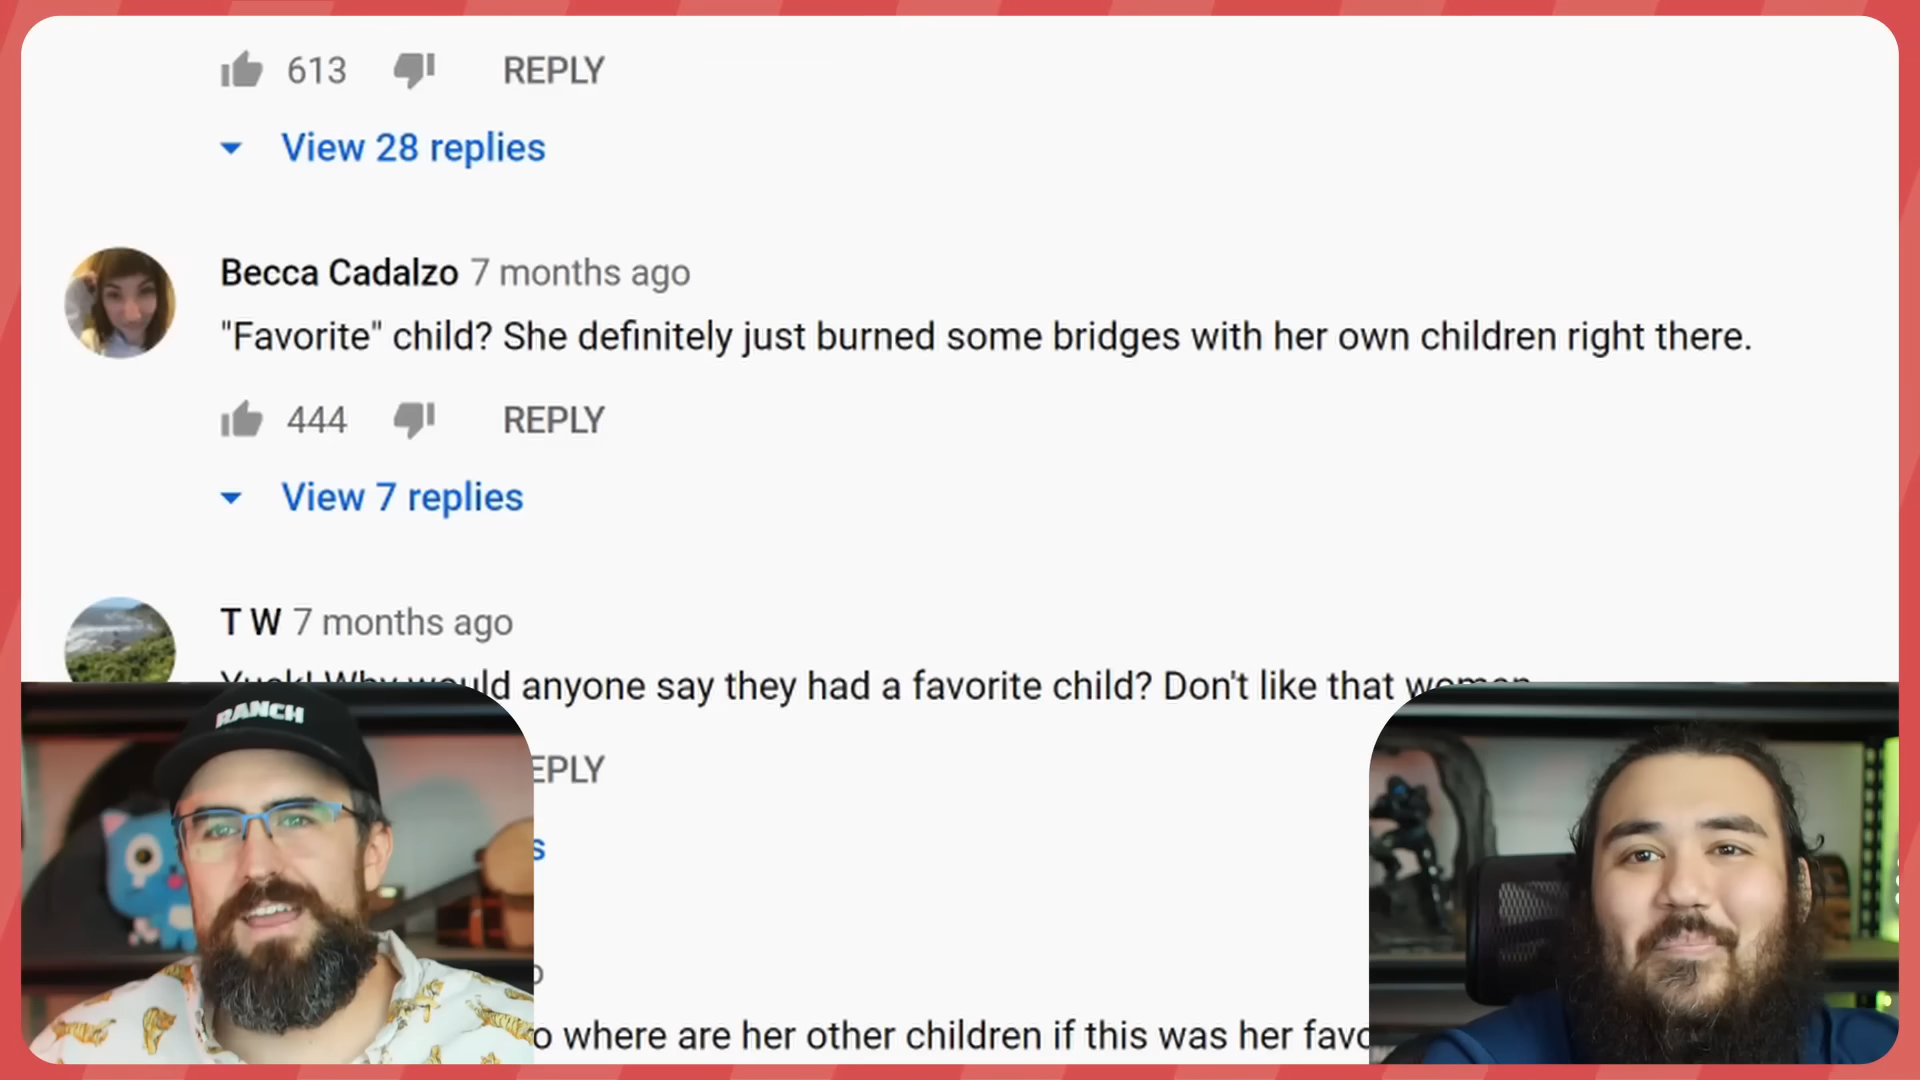 613 REPLY
View 28 replies
Becca Cadalzo 7 months ago
"Favorite" child? She definitely just burned some bridges with her own children right there.
444 REPLY
View 7 replies
T W 7 months ago
anyone say they had a favorite child? Don't like that
EPLY
s
RANCH
o where are her other children if this was her favo